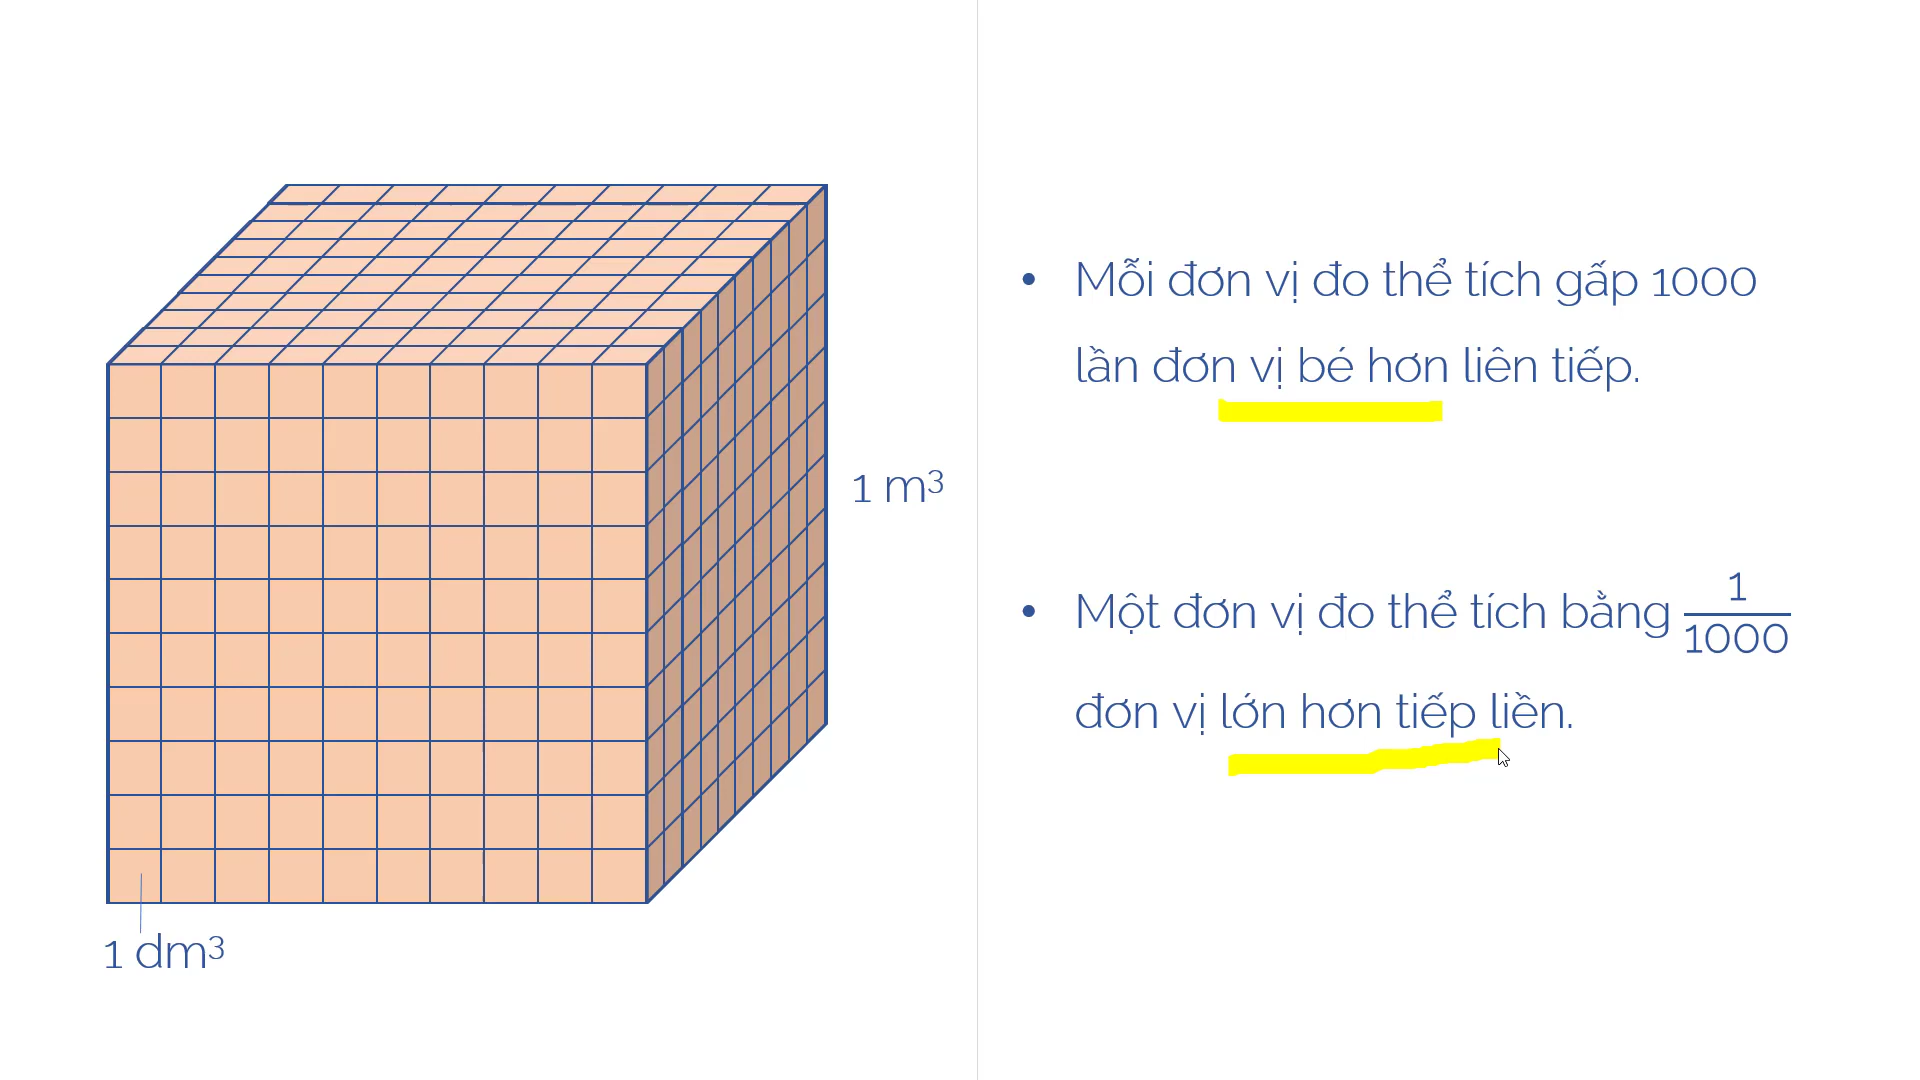 1 m³
1 dm³
• Mỗi đơn vị đo thể tích gấp 1000
lần đơn vị bé hơn liên tiếp.
• Một đơn vị đo thể tích bằng 1/1000
đơn vị lớn hơn tiếp liền.